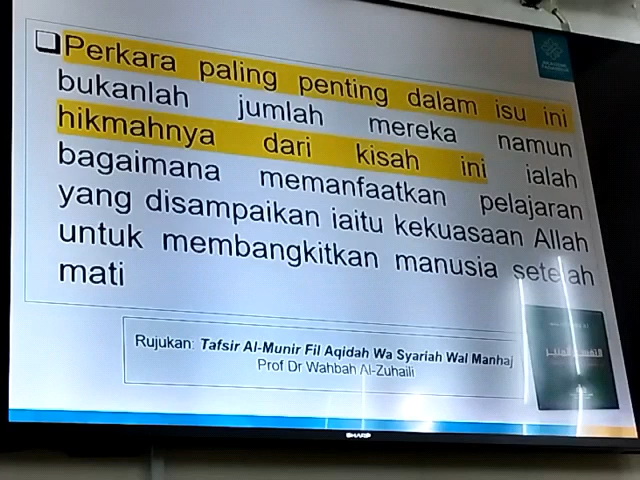 Perkara paling penting dalam isu ini
bukanlah jumlah mereka namun
hikmahnya dari kisah ini ialah
bagaimana memanfaatkan pelajaran
yang disampaikan iaitu kekuasaan Allah
untuk membangkitkan manusia setelah
mati
Rujukan: Tafsir Al-Munir Fil Aqidah Wa Syariah Wal Manhaj
Prof Dr Wahbah Al-Zuhaili
التفسير المنير
SHARP